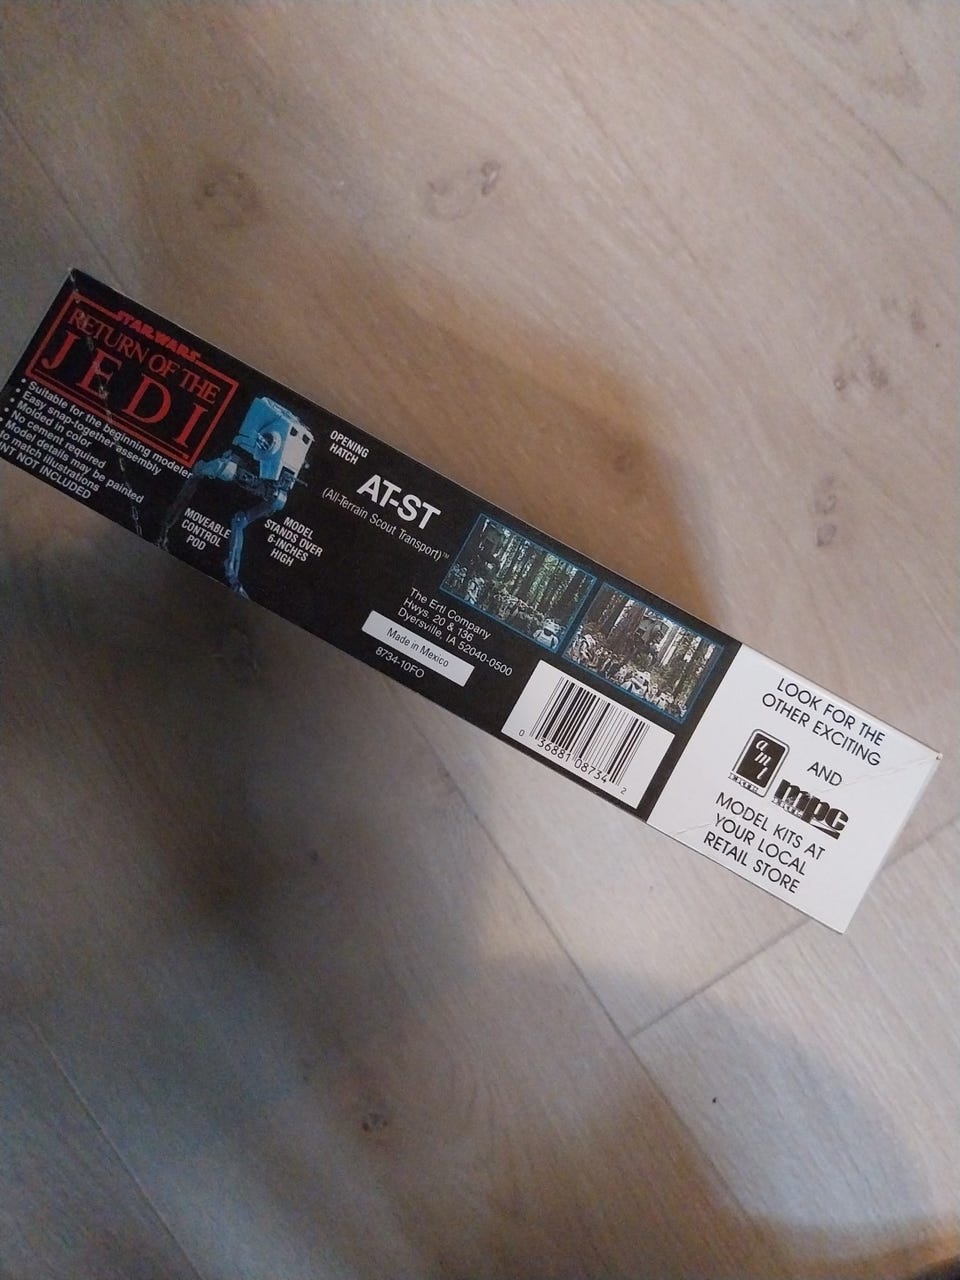 STAR WARS
RETURN OF THE
JEDI
• Suitable for the beginning modeler
• Easy snap-together assembly
• Molded in color
• No cement required
Model details may be painted
to match illustrations
NT NOT INCLUDED
OPENING
HATCH
MOVEABLE
CONTROL
POD
MODEL
STANDS OVER
6-INCHES
HIGH
AT-ST
(All-Terrain Scout Transport)™
The Ertl Company
Hwys. 20 & 136
Dyersville, IA 52040-0500
Made in Mexico
8734-10FO
0 36881 08734 2
LOOK FOR THE
OTHER EXCITING
amt
ERTL
AND
mpc
ERTL
MODEL KITS AT
YOUR LOCAL
RETAIL STORE